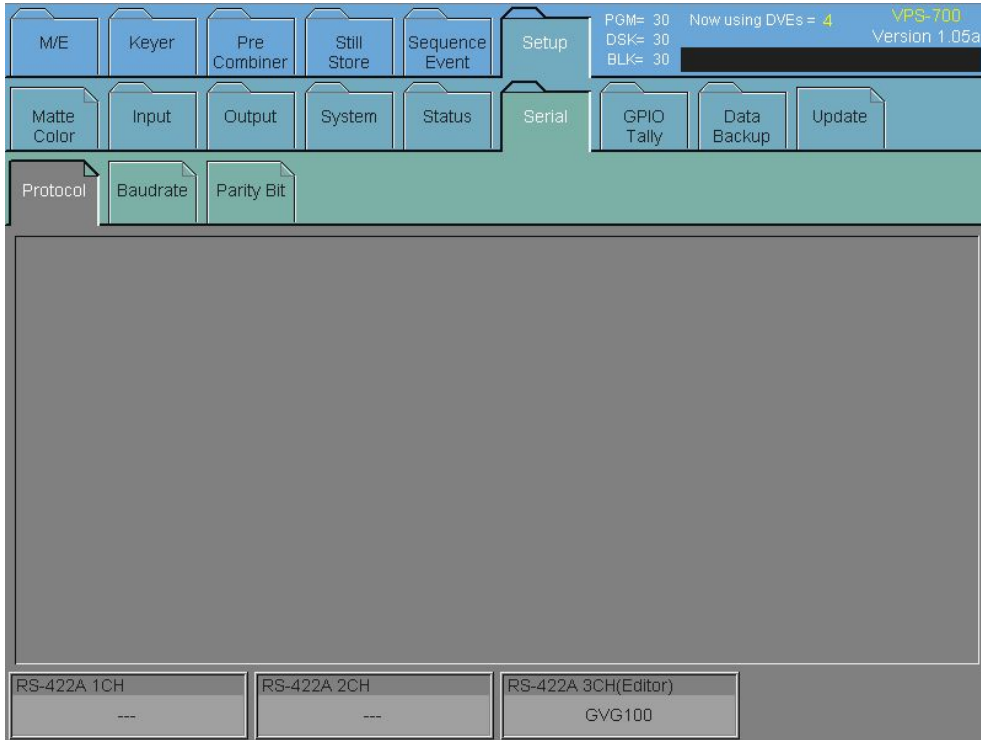 M/E
Keyer
Pre
Combiner
Still
Store
Sequence
Event
Setup
PGM= 30 Now using DVEs = 4
DSK= 30
BLK= 30
VPS-700
Version 1.05a
Matte
Color
Input
Output
System
Status
Serial
GPIO
Tally
Data
Backup
Update
Protocol
Baudrate
Parity Bit
RS-422A 1CH
---
RS-422A 2CH
---
RS-422A 3CH(Editor)
GVG100